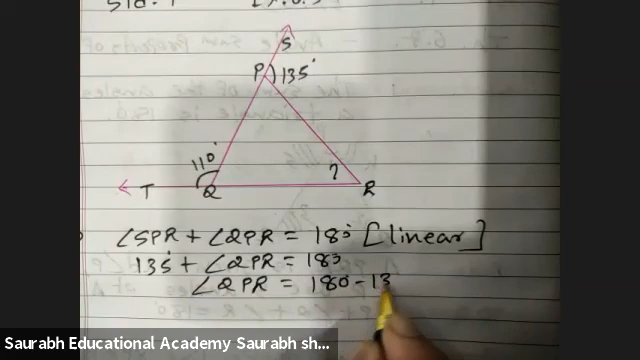 S
P 135°
110°
?
T Q R
∠SPR + ∠QPR = 180° [linear]
135° + ∠QPR = 180
∠QPR = 180 - 13
Saurabh Educational Academy Saurabh sh...